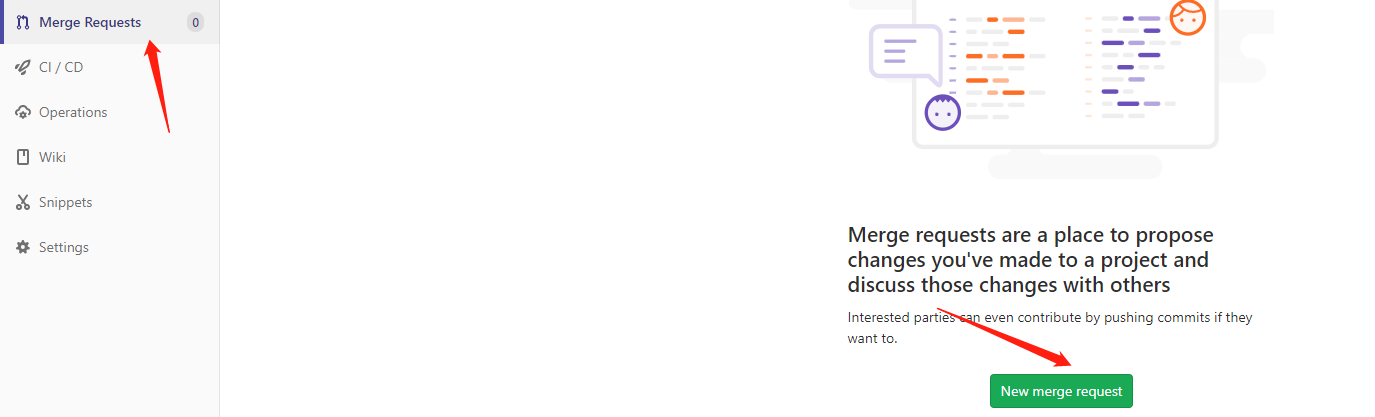 Merge Requests 0
CI / CD
Operations
Wiki
Snippets
Settings
Merge requests are a place to propose
changes you've made to a project and
discuss those changes with others
Interested parties can even contribute by pushing commits if they
want to.
New merge request